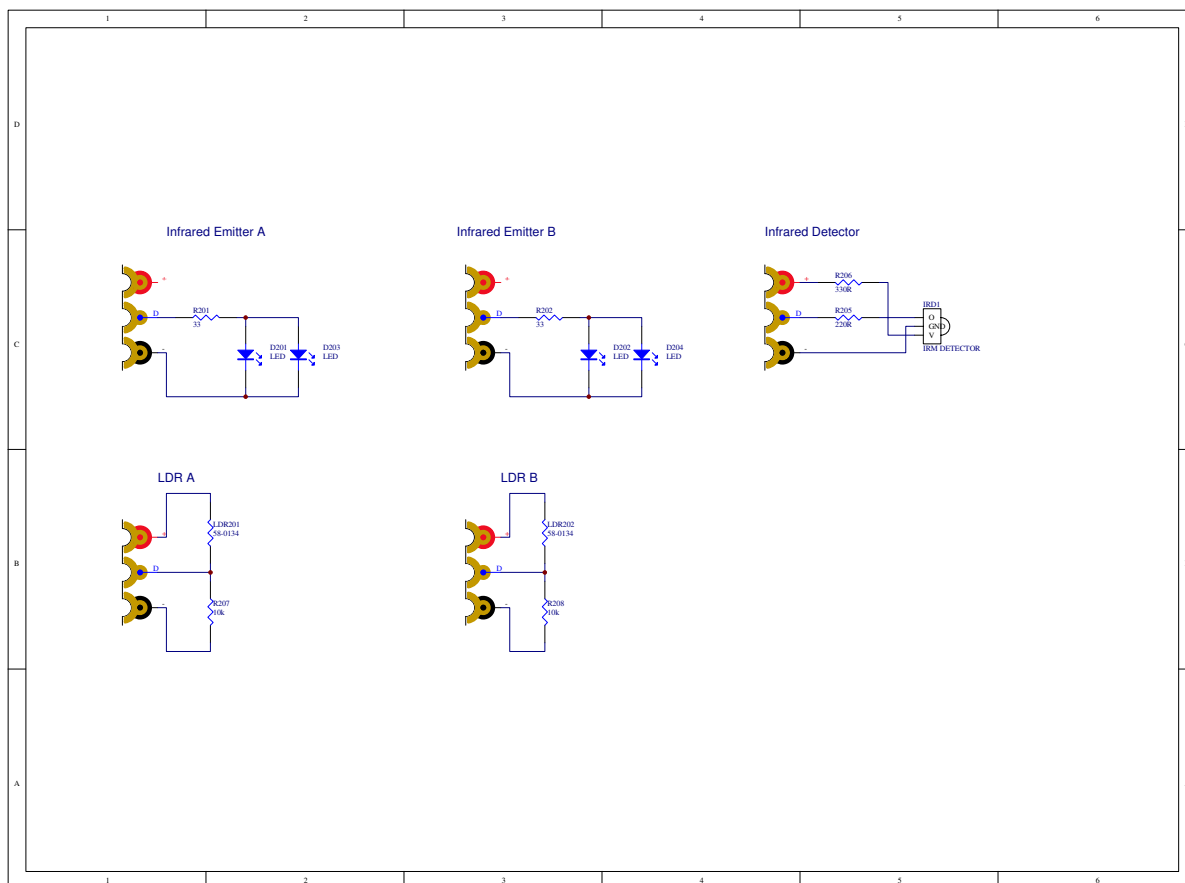 1 2 3 4 5 6
D
Infrared Emitter A Infrared Emitter B Infrared Detector
+ + +
R206
330R
D D D
R201 R202 R205
33 33 220R
IRD1
O
GND
V
IRM DETECTOR
C
- - -
D201 D203 D202 D204
LED LED LED LED
LDR A LDR B
LDR201 LDR202
58-0134 58-0134
+ +
B
D D
- -
R207 R208
10k 10k
A
1 2 3 4 5 6